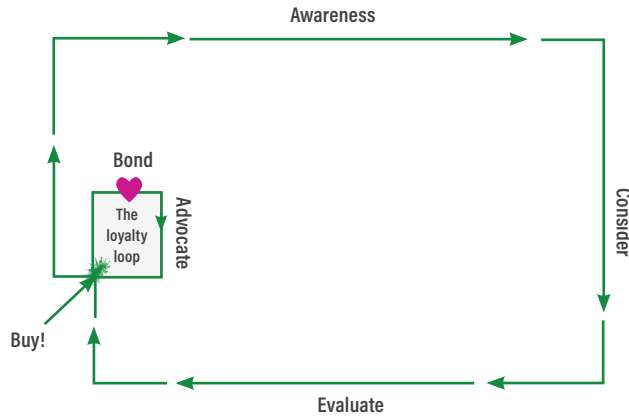 Awareness
Bond
The
loyalty
loop
Advocate
Consider
Buy!
Evaluate